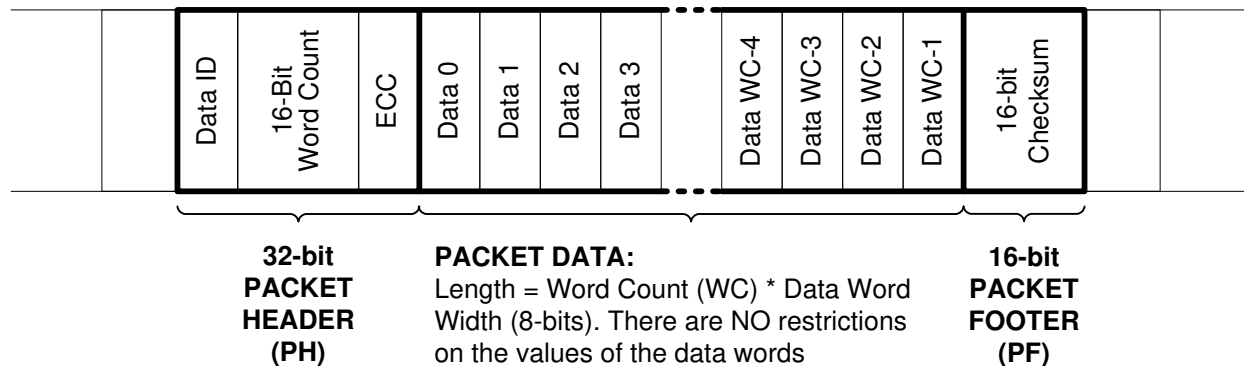 Data ID
16-Bit
Word Count
ECC
Data 0
Data 1
Data 2
Data 3
Data WC-4
Data WC-3
Data WC-2
Data WC-1
16-bit
Checksum
32-bit
PACKET
HEADER
(PH)
PACKET DATA:
Length = Word Count (WC) * Data Word
Width (8-bits). There are NO restrictions
on the values of the data words
16-bit
PACKET
FOOTER
(PF)